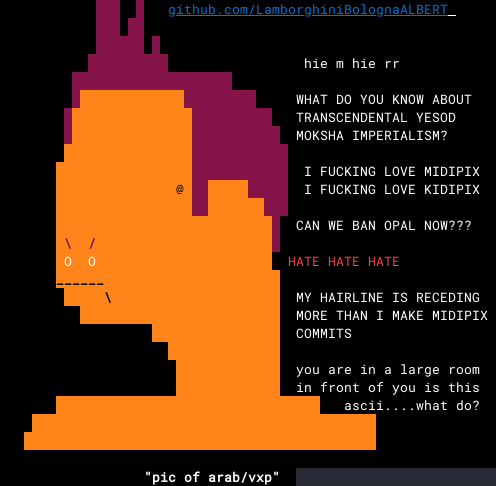 github.com/LamborghiniBolognaALBERT_
hie m hie rr
WHAT DO YOU KNOW ABOUT
TRANSCENDENTAL YESOD
MOKSHA IMPERIALISM?
I FUCKING LOVE MIDIPIX
@ I FUCKING LOVE KIDIPIX
CAN WE BAN OPAL NOW???
\ /
O O HATE HATE HATE
______
\ MY HAIRLINE IS RECEDING
MORE THAN I MAKE MIDIPIX
COMMITS
you are in a large room
in front of you is this
ascii....what do?
"pic of arab/vxp"